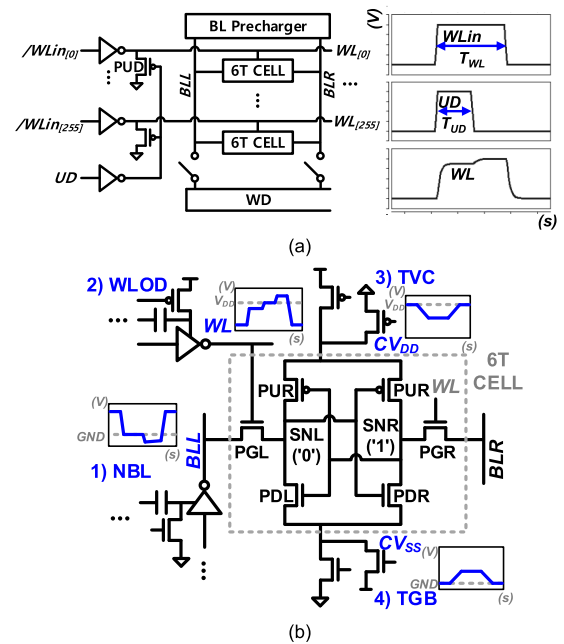 BL Precharger
/WLin[0]
WL[0]
PUD
6T CELL
BLL
BLR
...
...
...
...
/WLin[255]
WL[255]
6T CELL
UD
WD
(V)
WLin
TWL
UD
TUD
WL
(s)
(a)
2) WLOD
3) TVC
(V)
VDD
(s)
(V)
VDD
(s)
...
WL
CVDD
6T
CELL
PUR
PUR
WL
(V)
GND
(s)
BLL
SNL
('0')
SNR
('1')
PGL
PGR
BLR
1) NBL
PDL
PDR
...
...
CVSS
(V)
GND
(s)
4) TGB
(b)